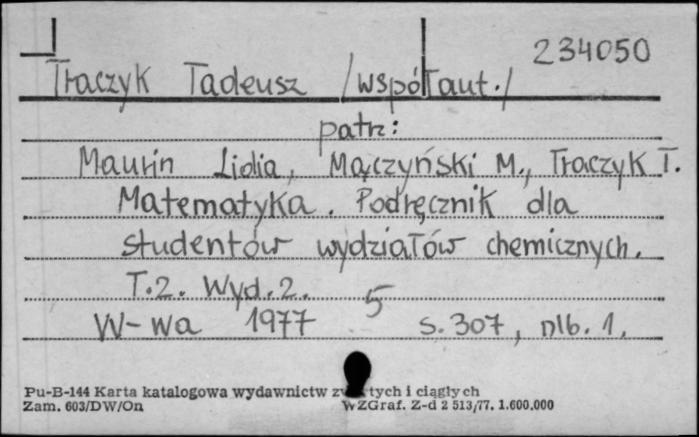 234050
Traczyk Tadeusz /współaut./
patrz:
Maurin Lidia, Mączyński M., Traczyk T.
Matematyka. Podręcznik dla
studentów wydziałów chemicznych.
T.2. Wyd.2.
5
W-wa 1977 s.307, nlb. 1.
Pu-B-144 Karta katalogowa wydawnictw zwartych i ciągłych
Zam. 603/DW/On WZGraf. Z-d 2 513/77. 1.600.000